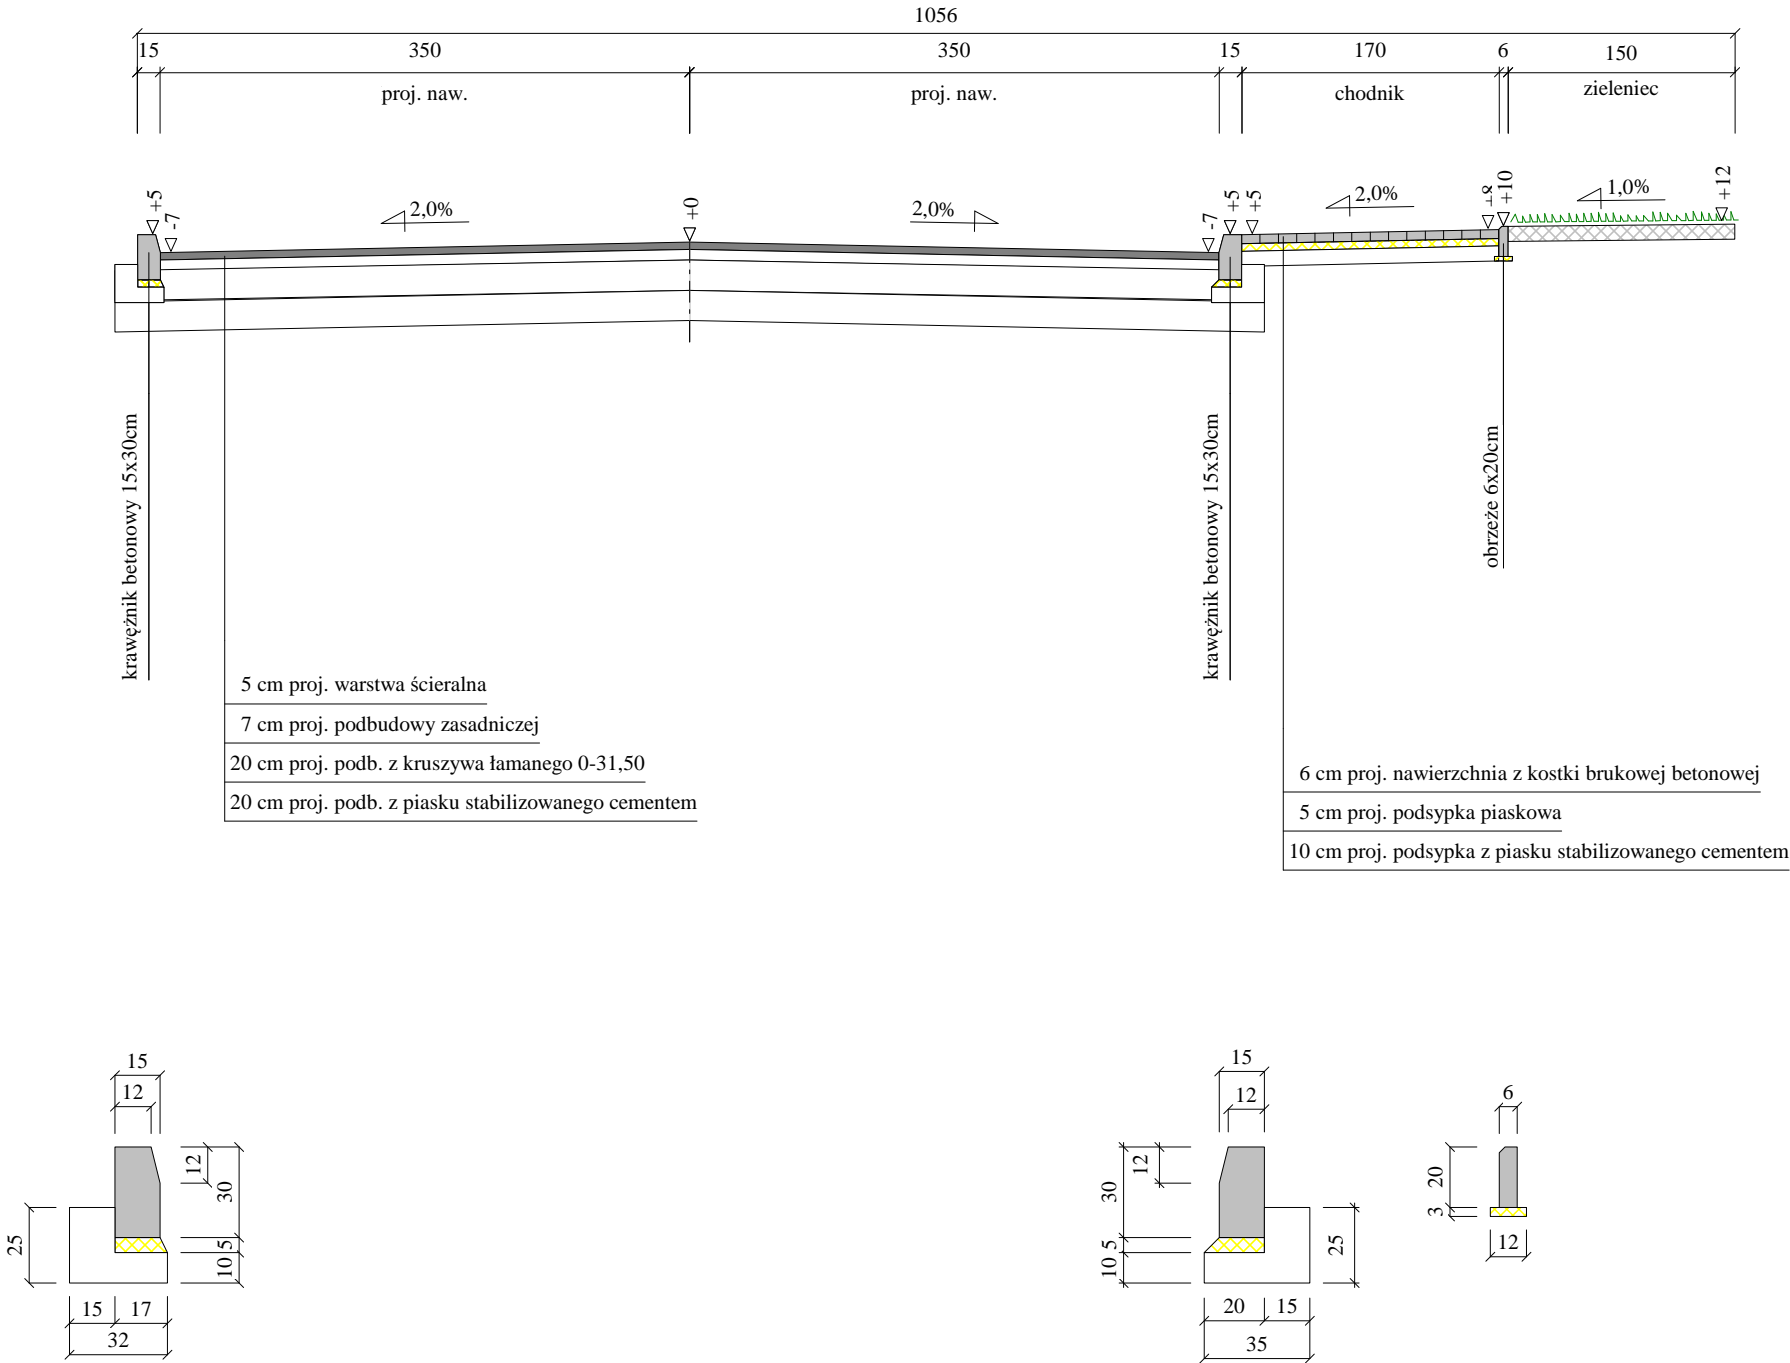 1056
15 350 350 15 170 6 150
proj. naw. proj. naw. chodnik zieleniec
+5 -7 2,0% +0 2,0% -7 +5 +5 2,0% +8 +10 1,0% +12
krawężnik betonowy 15x30cm
krawężnik betonowy 15x30cm
obrzeże 6x20cm
5 cm proj. warstwa ścieralna
7 cm proj. podbudowy zasadniczej
20 cm proj. podb. z kruszywa łamanego 0-31,50
20 cm proj. podb. z piasku stabilizowanego cementem
6 cm proj. nawierzchnia z kostki brukowej betonowej
5 cm proj. podsypka piaskowa
10 cm proj. podsypka z piasku stabilizowanego cementem
15
12
12
30
5
10
25
15 17
32
15
12
12
30
5
10
25
20 15
35
6
20
3
12